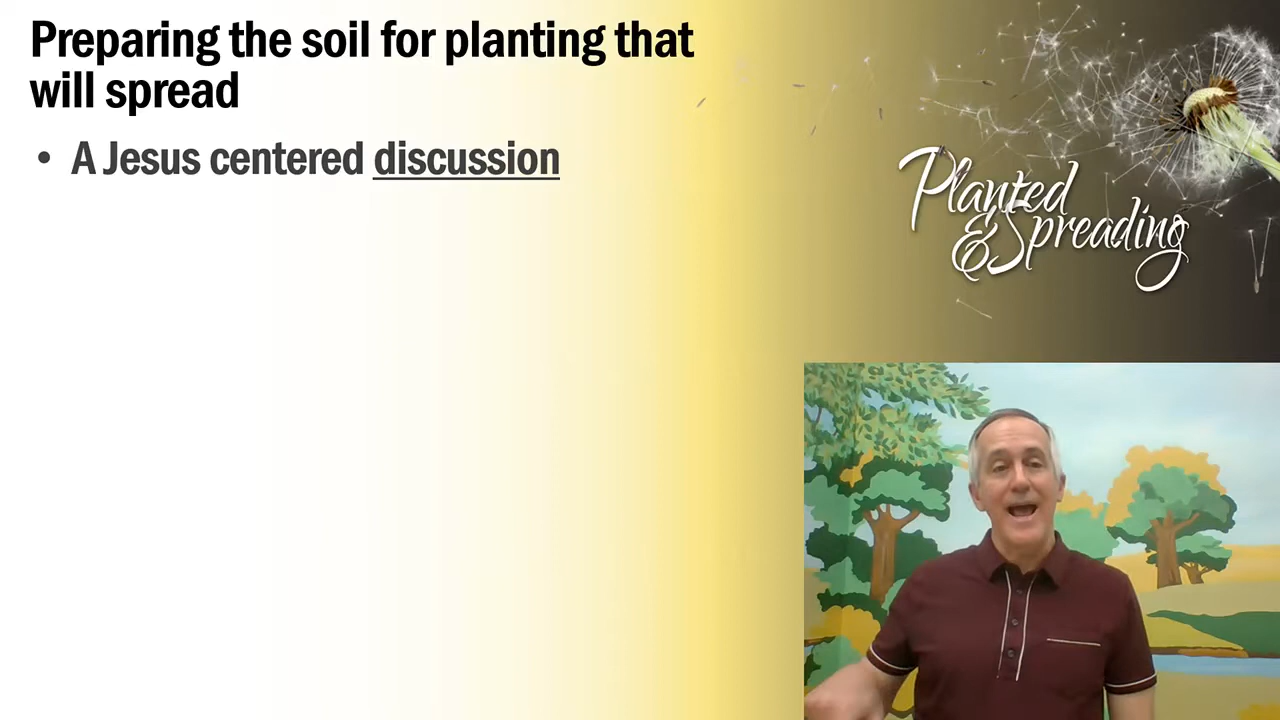 Preparing the soil for planting that
will spread
• A Jesus centered discussion
Planted
&Spreading